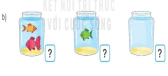 KẾT NỐI TRI THỨC
VỚI CUỘC SỐNG
b)
? ? ?